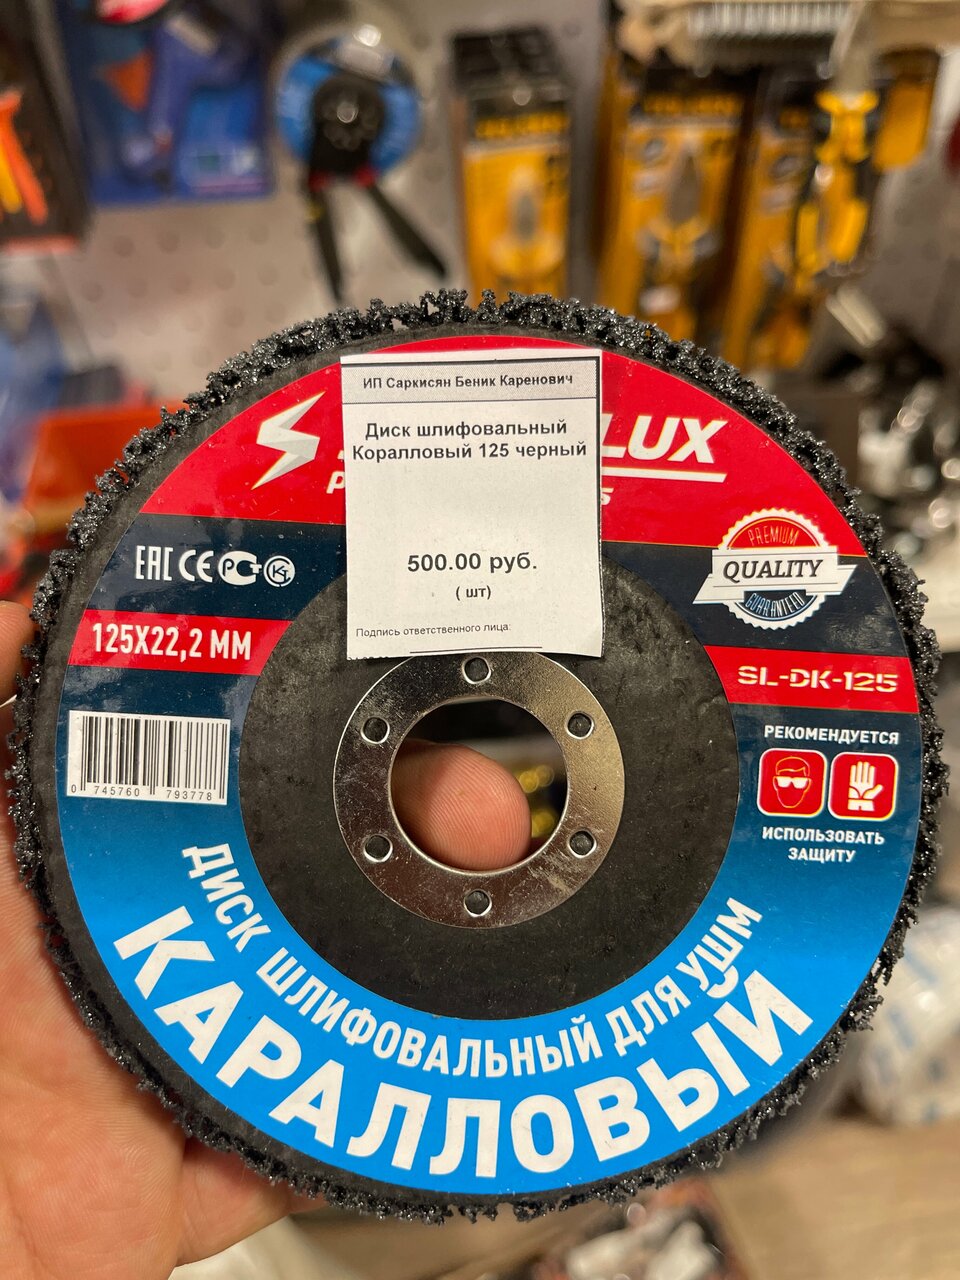 ИП Саркисян Беник Каренович
Диск шлифовальный
Коралловый 125 черный
500.00 руб.
( шт)
Подпись ответственного лица:
LUX
EAC CE РСТ
125X22,2 ММ
PREMIUM
QUALITY
GUARANTEED
SL-DK-125
0 745760 793778
РЕКОМЕНДУЕТСЯ
ИСПОЛЬЗОВАТЬ
ЗАЩИТУ
ДИСК ШЛИФОВАЛЬНЫЙ ДЛЯ УШМ
КАРАЛЛОВЫЙ